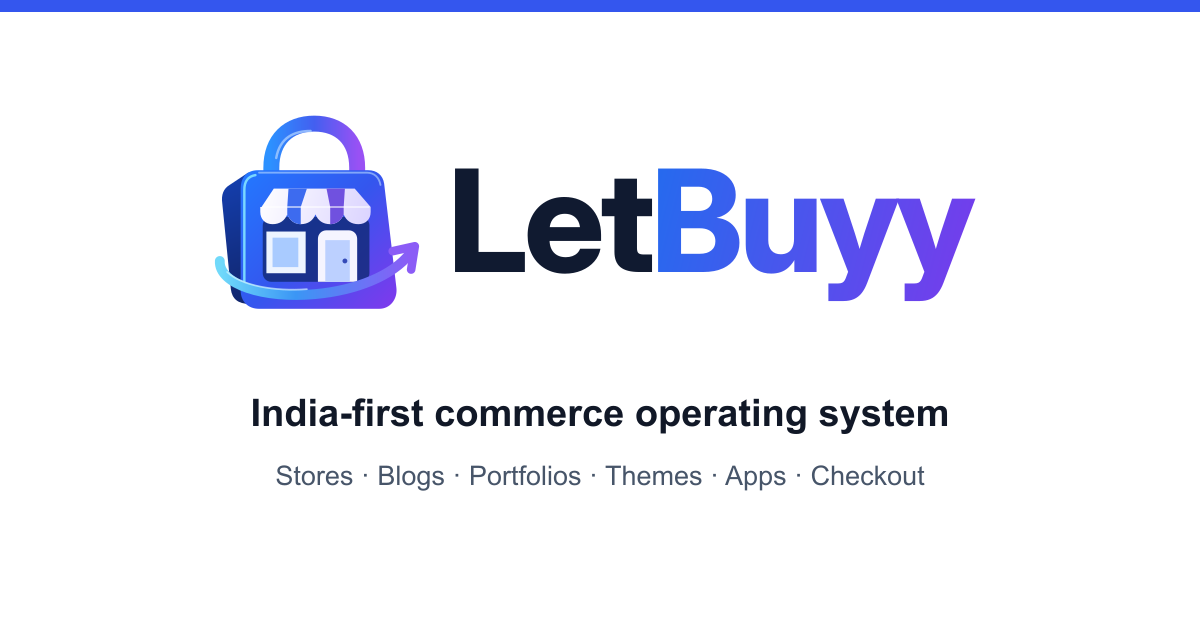 LetBuyy
India-first commerce operating system
Stores · Blogs · Portfolios · Themes · Apps · Checkout